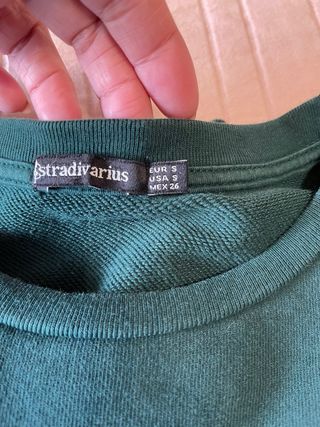 stradivarius
EUR S
USA S
MEX 26